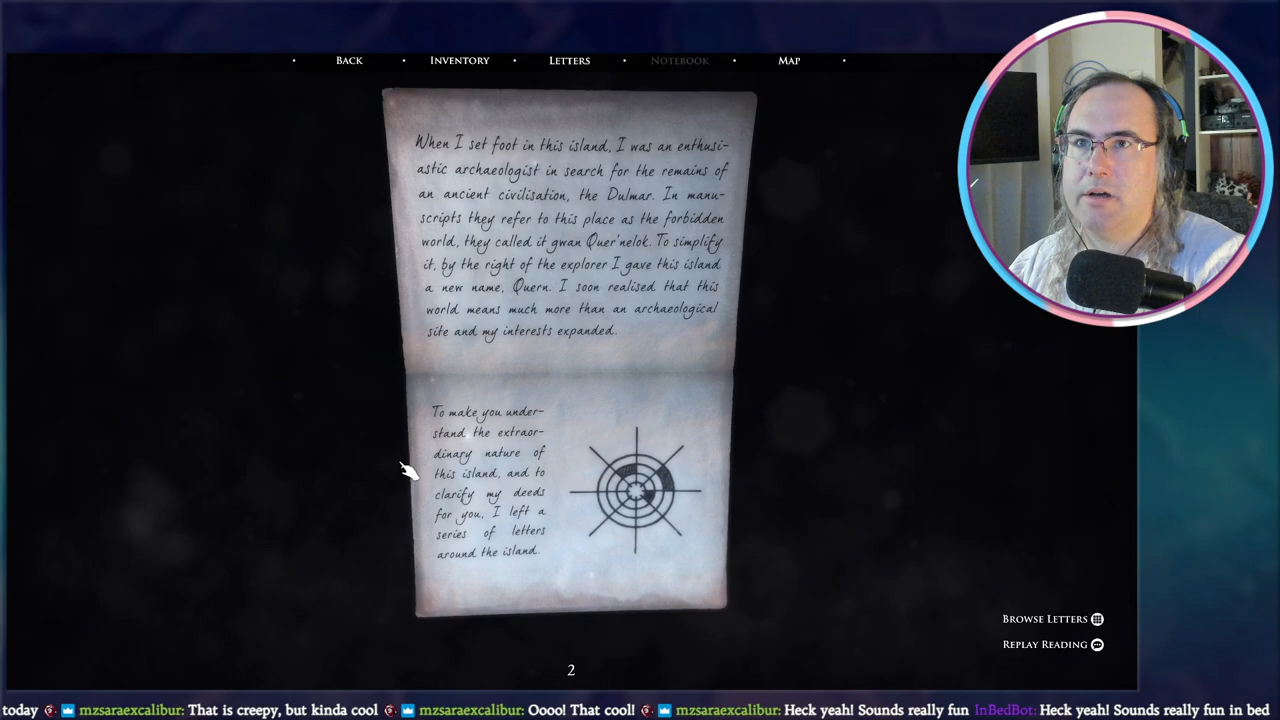 BACK
INVENTORY
LETTERS
NOTEBOOK
MAP
When I set foot in this island, I was an enthusi-
astic archaeologist in search for the remains of
an ancient civilisation, the Dulmar. In manu-
scripts they refer to this place as the forbidden
world, they called it gwan Quer'nelok. To simplify
it, by the right of the explorer I gave this island
a new name, Quern. I soon realised that this
world means much more than an archaeological
site and my interests expanded.
To make you under-
stand the extraor-
dinary nature of
this island, and to
clarify my deeds
for you, I left a
series of letters
around the island.
BROWSE LETTERS
REPLAY READING
2
today mzsaraexcalibur: That is creepy, but kinda cool mzsaraexcalibur: Oooo! That cool! mzsaraexcalibur: Heck yeah! Sounds really fun InBedBot: Heck yeah! Sounds really fun in bed